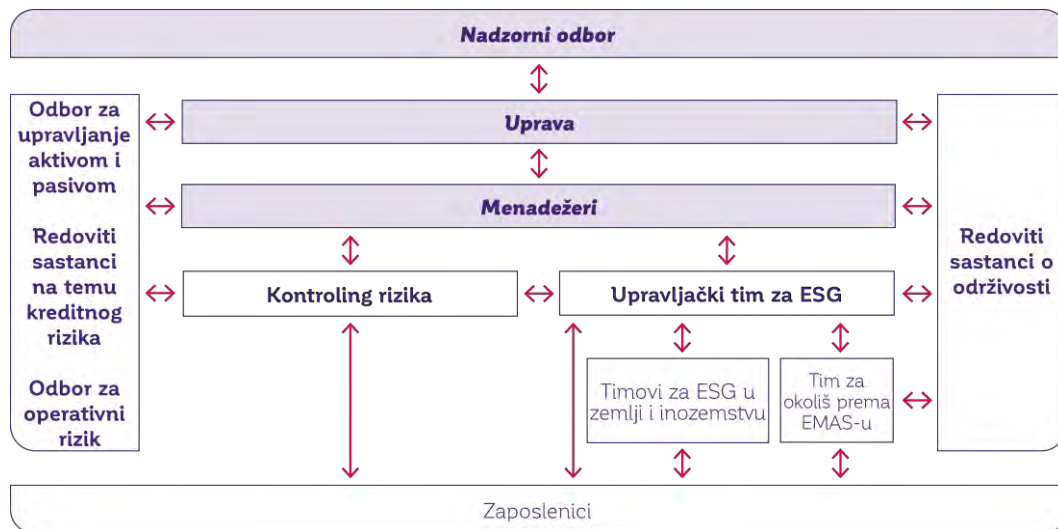 Nadzorni odbor
Odbor za
upravljanje
aktivom i
pasivom
Redoviti
sastanci
na temu
kreditnog
rizika
Odbor za
operativni
rizik
Uprava
Menadežeri
Kontroling rizika
Upravljački tim za ESG
Timovi za ESG u
zemlji i inozemstvu
Tim za
okoliš prema
EMAS-u
Redoviti
sastanci o
održivosti
Zaposlenici